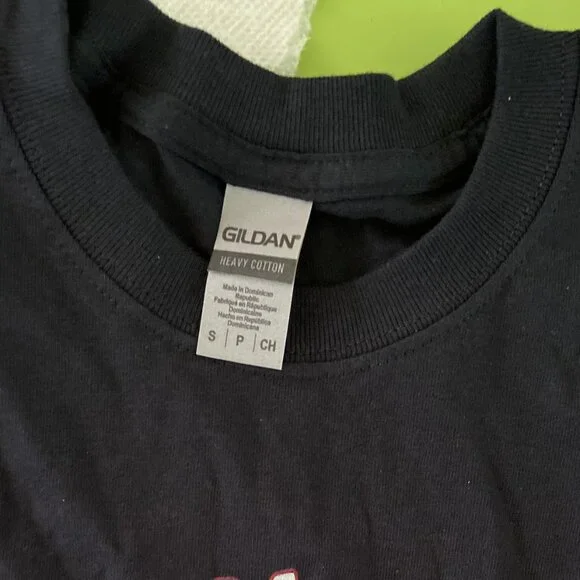 GILDAN
HEAVY COTTON
Made in Dominican
Republic
Fabriqué en République
Dominicaine
Hecho en República
Dominicana
S | P | CH